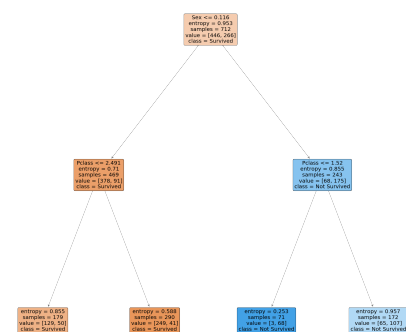 Sex <= 0.116
entropy = 0.953
samples = 712
value = [446, 266]
class = Survived
Pclass <= 2.491
entropy = 0.71
samples = 469
value = [378, 91]
class = Survived
Pclass <= 1.52
entropy = 0.855
samples = 243
value = [68, 175]
class = Not Survived
entropy = 0.855
samples = 179
value = [129, 50]
class = Survived
entropy = 0.588
samples = 290
value = [249, 41]
class = Survived
entropy = 0.253
samples = 71
value = [3, 68]
class = Not Survived
entropy = 0.957
samples = 172
value = [65, 107]
class = Not Survived